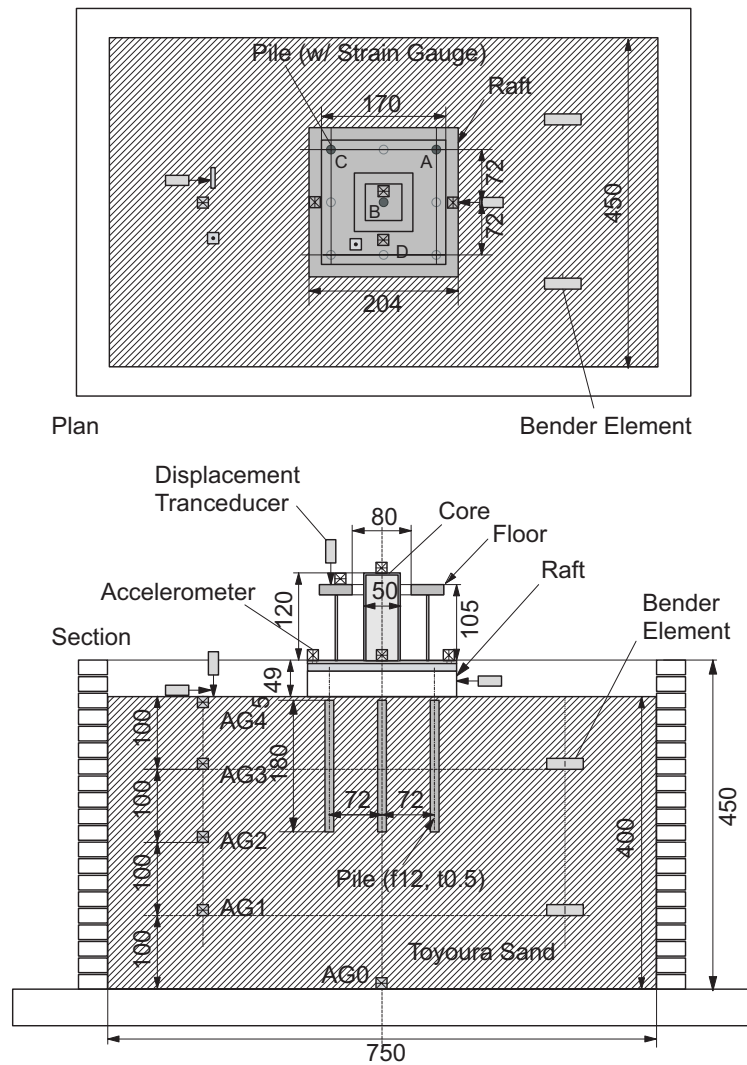 Pile (w/ Strain Gauge)
Raft
170
C
A
72
B
72
D
450
204
Plan
Bender Element
Displacement
Tranceducer
80
Core
Floor
Raft
Accelerometer
120
50
105
Bender
Element
Section
49
5
100
AG4
180
AG3
100
72
72
AG2
450
400
100
Pile (f12, t0.5)
AG1
100
Toyoura Sand
AG0
750